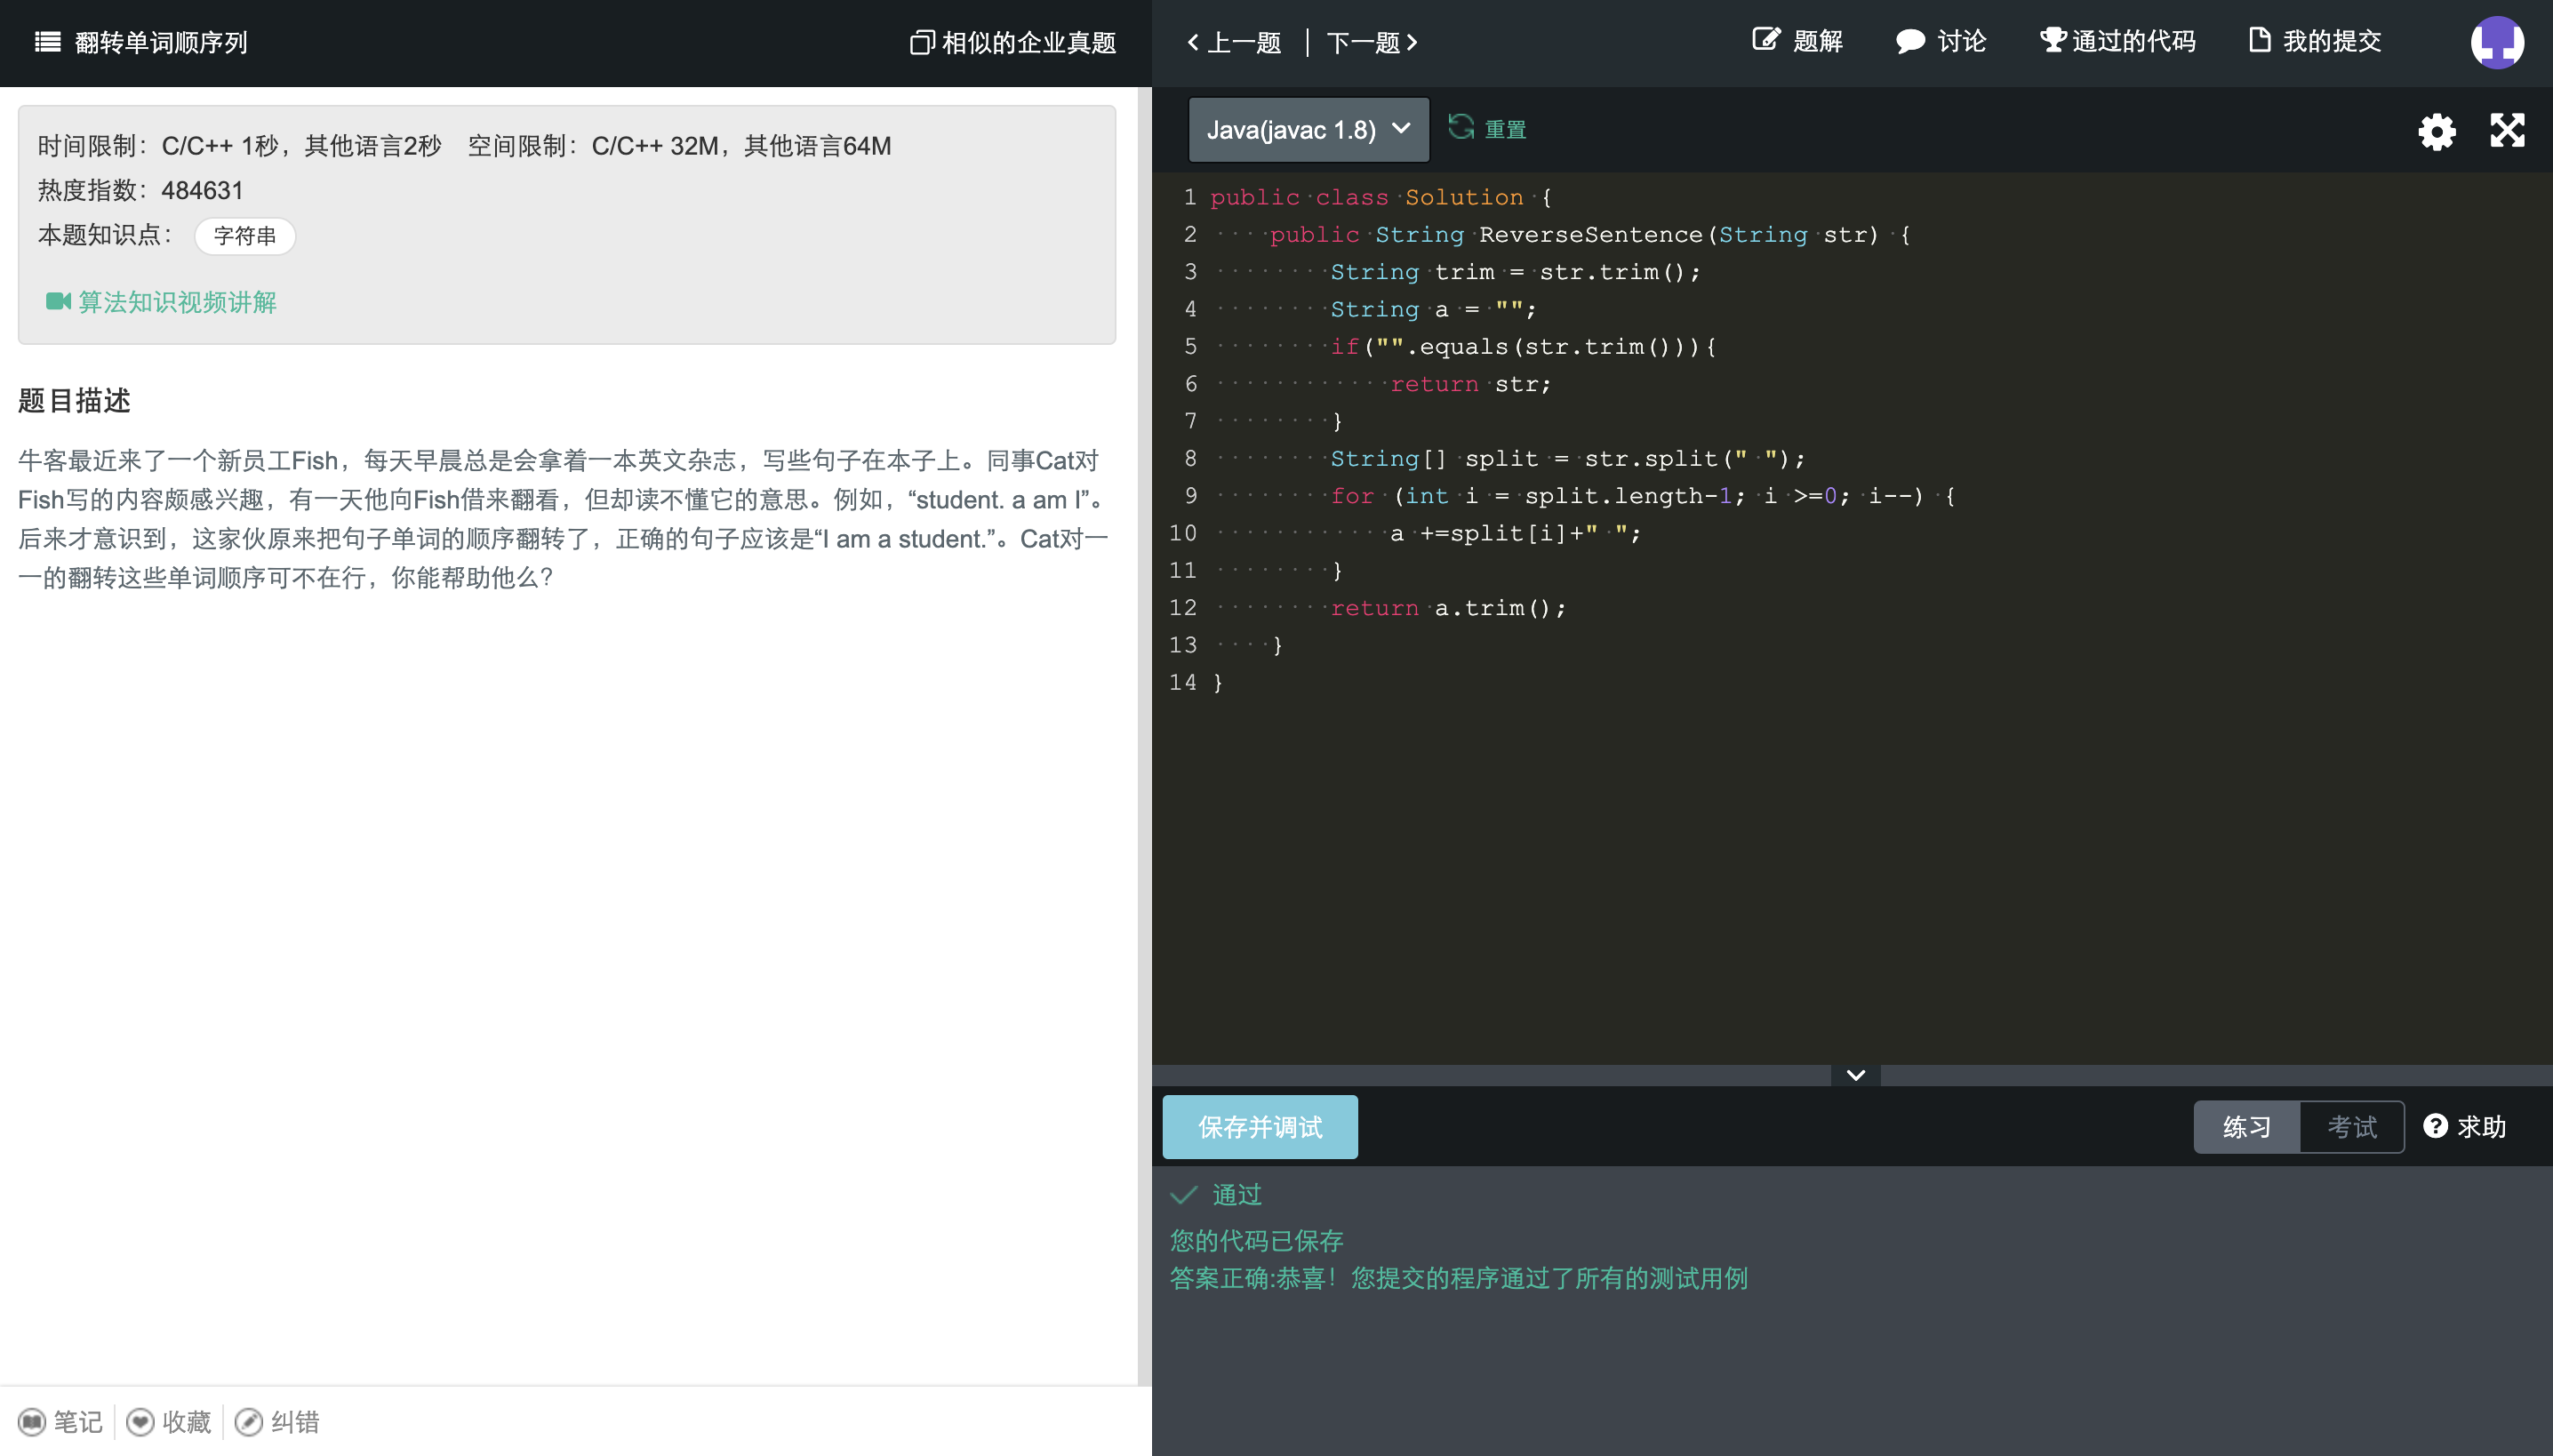 翻转单词顺序列
相似的企业真题
上一题 下一题
题解 讨论 通过的代码 我的提交
时间限制：C/C++ 1秒，其他语言2秒 空间限制：C/C++ 32M，其他语言64M
热度指数：484631
本题知识点： 字符串
算法知识视频讲解
题目描述
牛客最近来了一个新员工Fish，每天早晨总是会拿着一本英文杂志，写些句子在本子上。同事Cat对
Fish写的内容颇感兴趣，有一天他向Fish借来翻看，但却读不懂它的意思。例如，“student. a am I”。
后来才意识到，这家伙原来把句子单词的顺序翻转了，正确的句子应该是“I am a student.”。Cat对一
一的翻转这些单词顺序可不在行，你能帮助他么？
笔记 收藏 纠错
Java(javac 1.8) 重置
1 public class Solution {
2     public String ReverseSentence(String str) {
3         String trim = str.trim();
4         String a = "";
5         if("".equals(str.trim())){
6             return str;
7         }
8         String[] split = str.split(" ");
9         for (int i = split.length-1; i >=0; i--) {
10             a +=split[i]+" ";
11         }
12         return a.trim();
13     }
14 }
保存并调试
练习 考试 求助
通过
您的代码已保存
答案正确:恭喜！您提交的程序通过了所有的测试用例